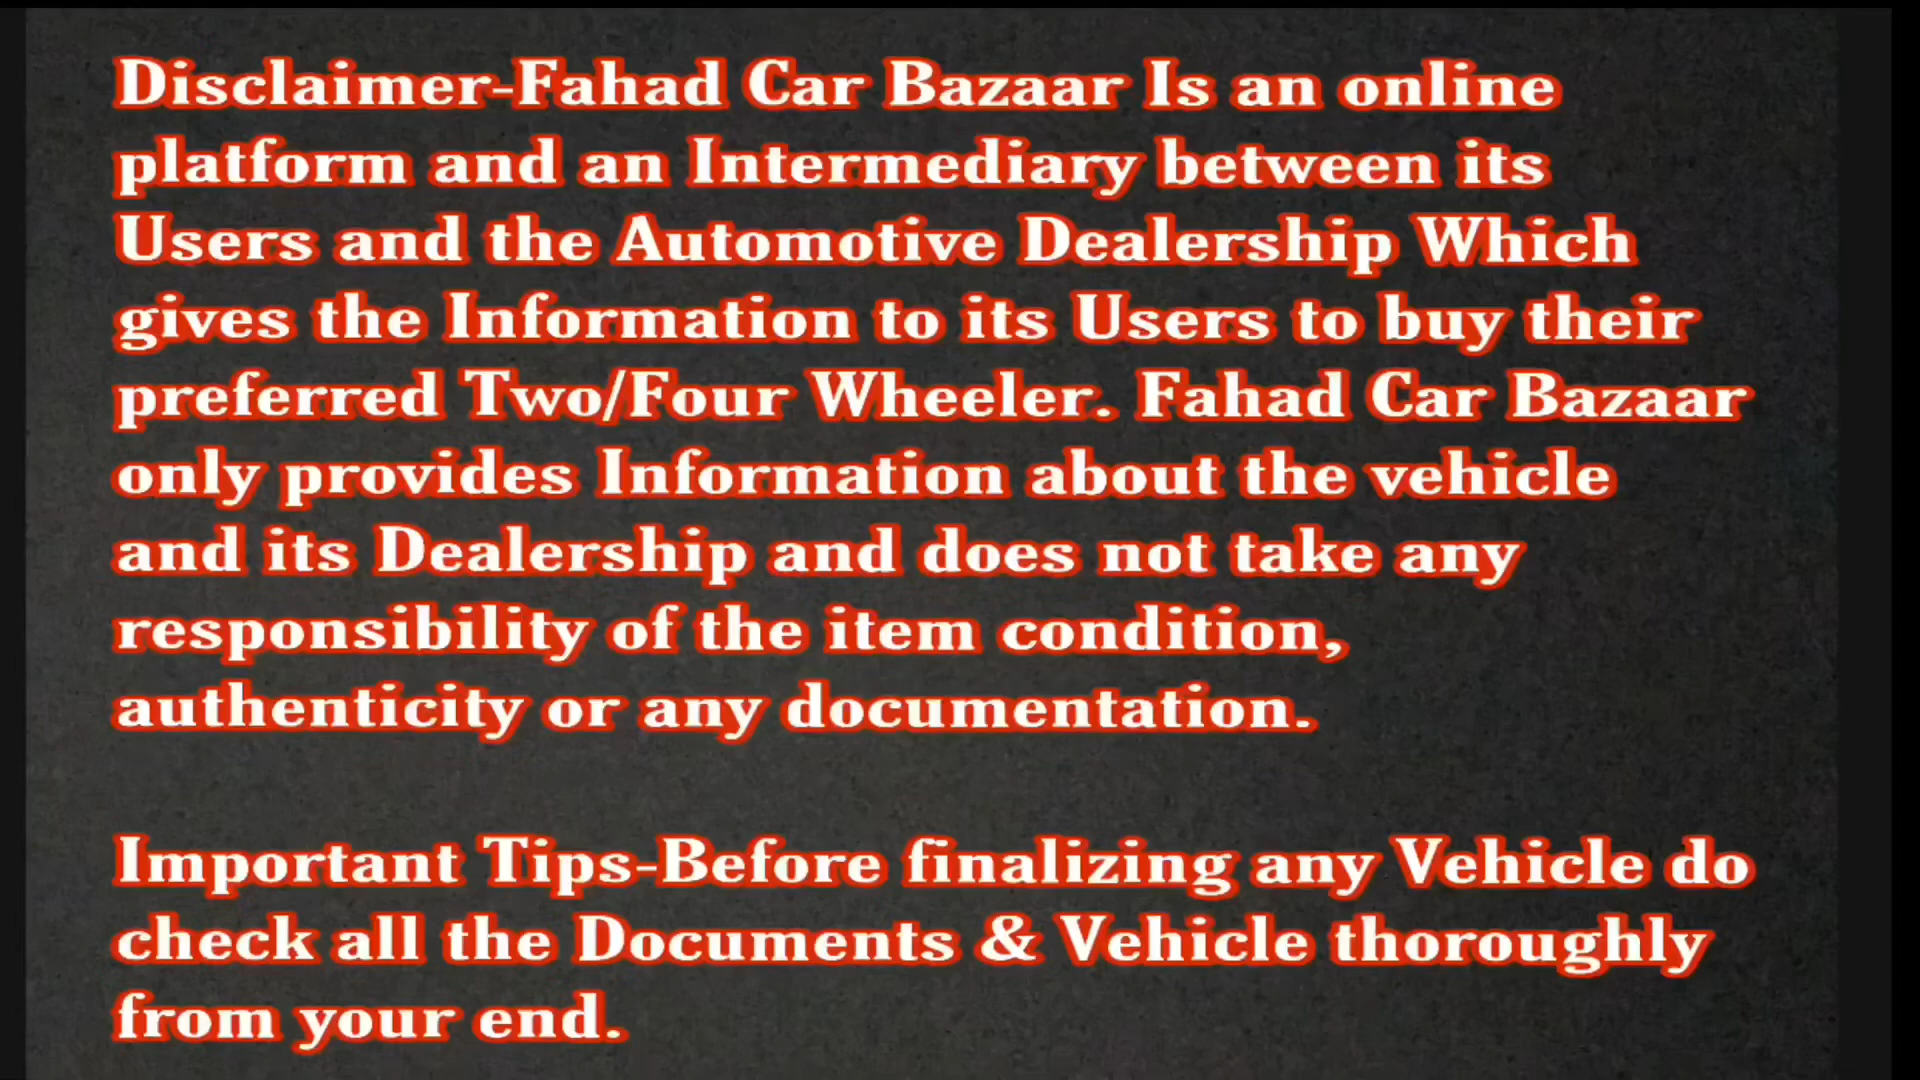 Disclaimer-Fahad Car Bazaar Is an online
platform and an Intermediary between its
Users and the Automotive Dealership Which
gives the Information to its Users to buy their
preferred Two/Four Wheeler. Fahad Car Bazaar
only provides Information about the vehicle
and its Dealership and does not take any
responsibility of the item condition,
authenticity or any documentation.
Important Tips-Before finalizing any Vehicle do
check all the Documents & Vehicle thoroughly
from your end.